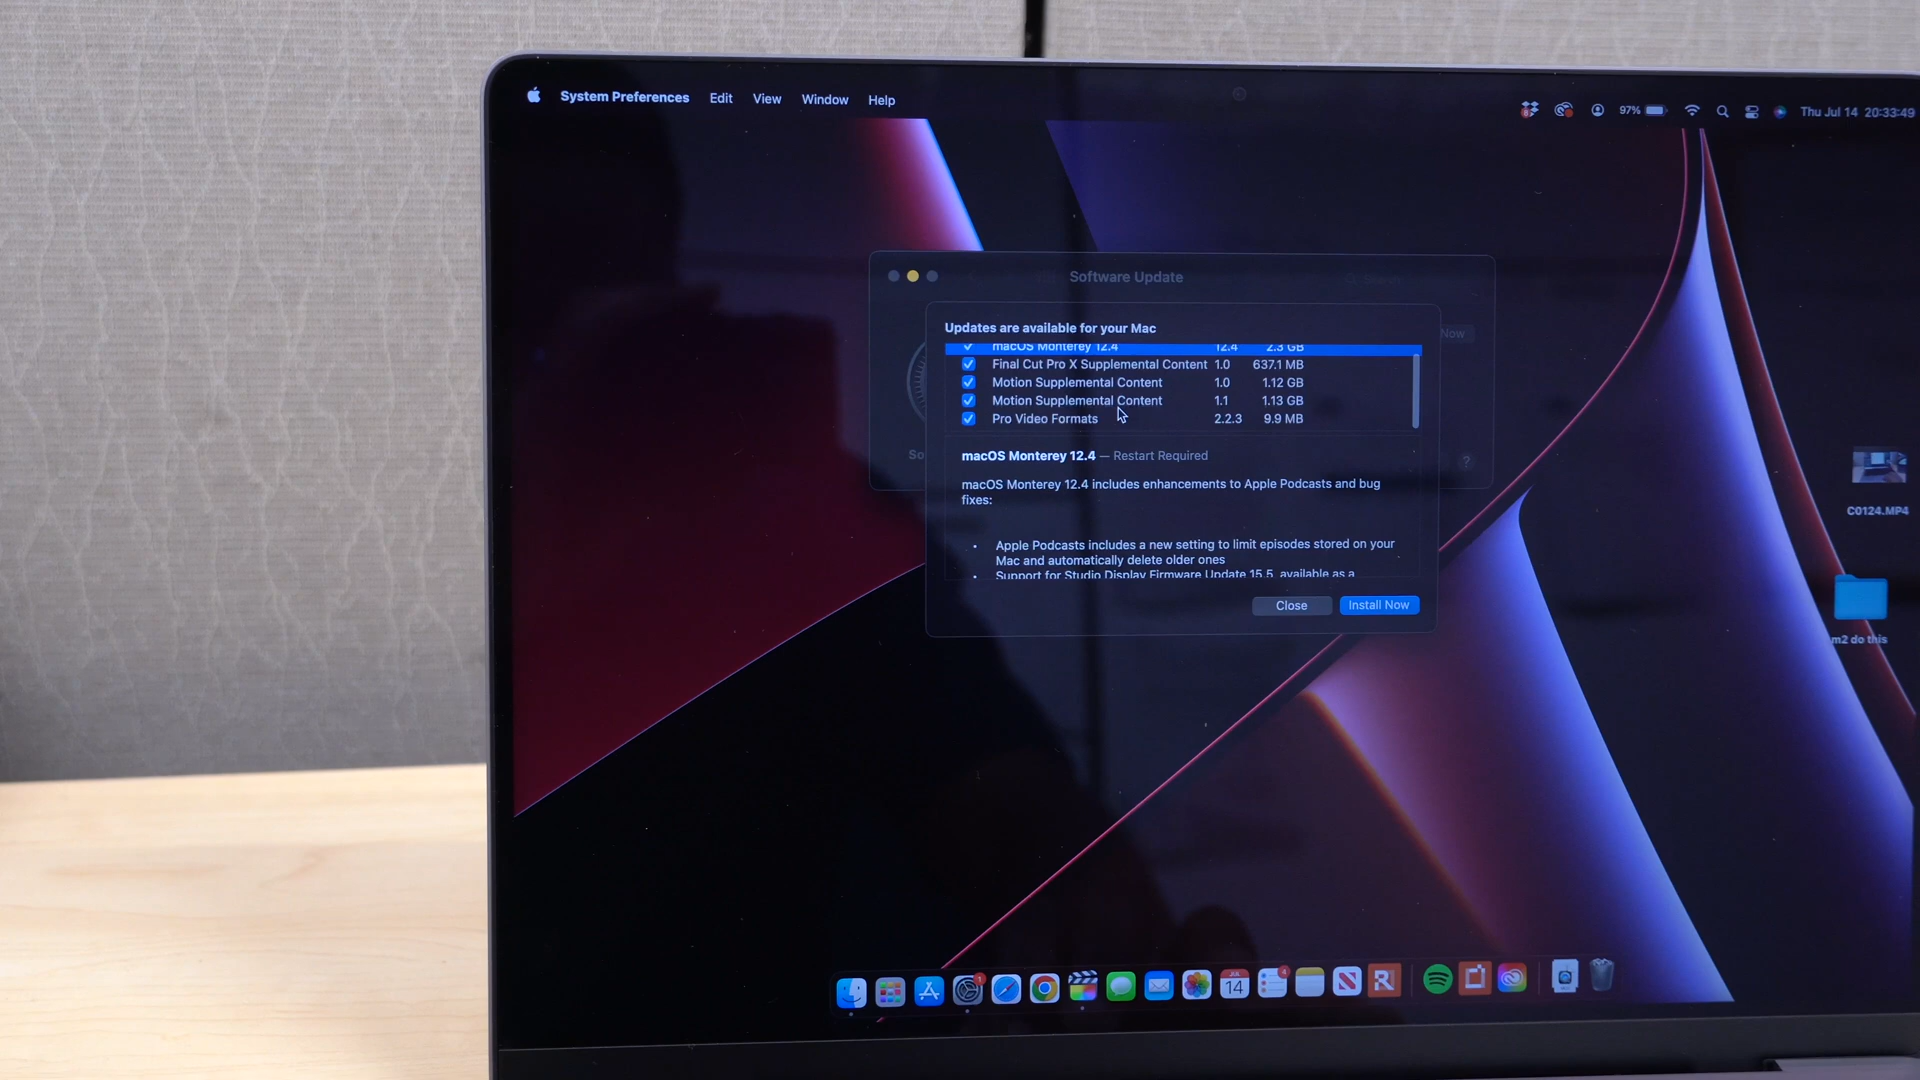 System Preferences Edit View Window Help
97% Thu Jul 14 20:33:49
Software Update
Updates are available for your Mac
Now
macOS Monterey 12.4 12.4 2.3 GB
Final Cut Pro X Supplemental Content 1.0 637.1 MB
Motion Supplemental Content 1.0 1.12 GB
Motion Supplemental Content 1.1 1.13 GB
Pro Video Formats 2.2.3 9.9 MB
So
macOS Monterey 12.4 — Restart Required
?
macOS Monterey 12.4 includes enhancements to Apple Podcasts and bug
fixes:
• Apple Podcasts includes a new setting to limit episodes stored on your
Mac and automatically delete older ones
• Support for Studio Display Firmware Update 15.5, available as a
Close Install Now
C0124.MP4
m2 do this
JUL
14
1
4